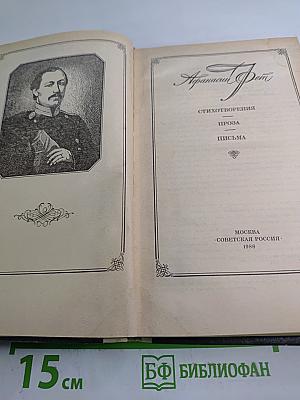 Афанасий Фет
СТИХОТВОРЕНИЯ
ПРОЗА
ПИСЬМА
МОСКВА
«СОВЕТСКАЯ РОССИЯ»
1988
15 см
БФ БИБЛИОФАН